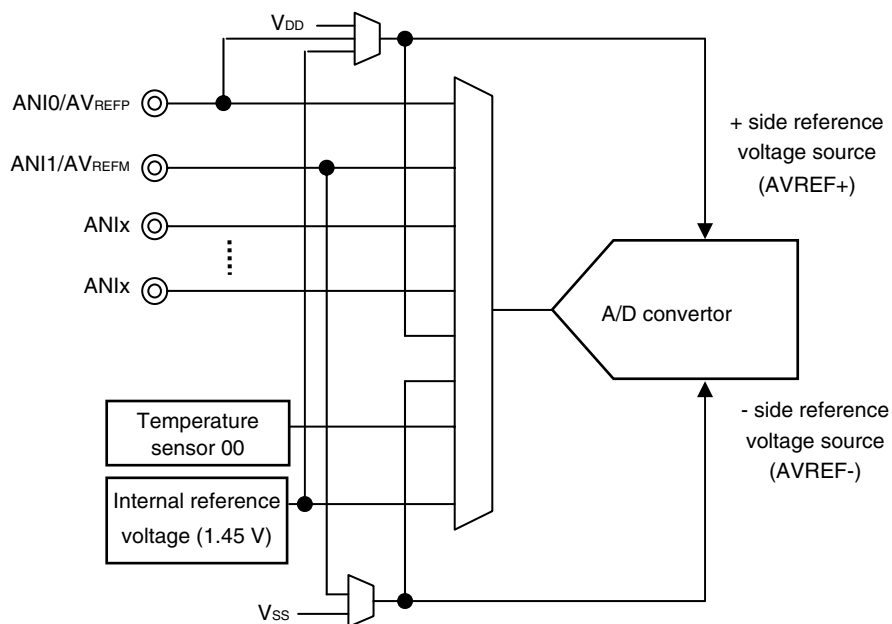 VDD
ANI0/AVREFP
ANI1/AVREFM
ANIx
ANIx
+ side reference
voltage source
(AVREF+)
A/D convertor
Temperature
sensor 00
Internal reference
voltage (1.45 V)
- side reference
voltage source
(AVREF-)
VSS